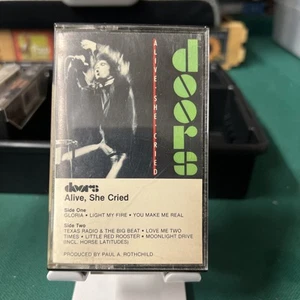 doors
ALIVE, SHE CRIED
doors
Alive, She Cried
Side One
GLORIA • LIGHT MY FIRE • YOU MAKE ME REAL
Side Two
TEXAS RADIO & THE BIG BEAT • LOVE ME TWO
TIMES • LITTLE RED ROOSTER • MOONLIGHT DRIVE
(INCL. HORSE LATITUDES)
PRODUCED BY PAUL A. ROTHCHILD